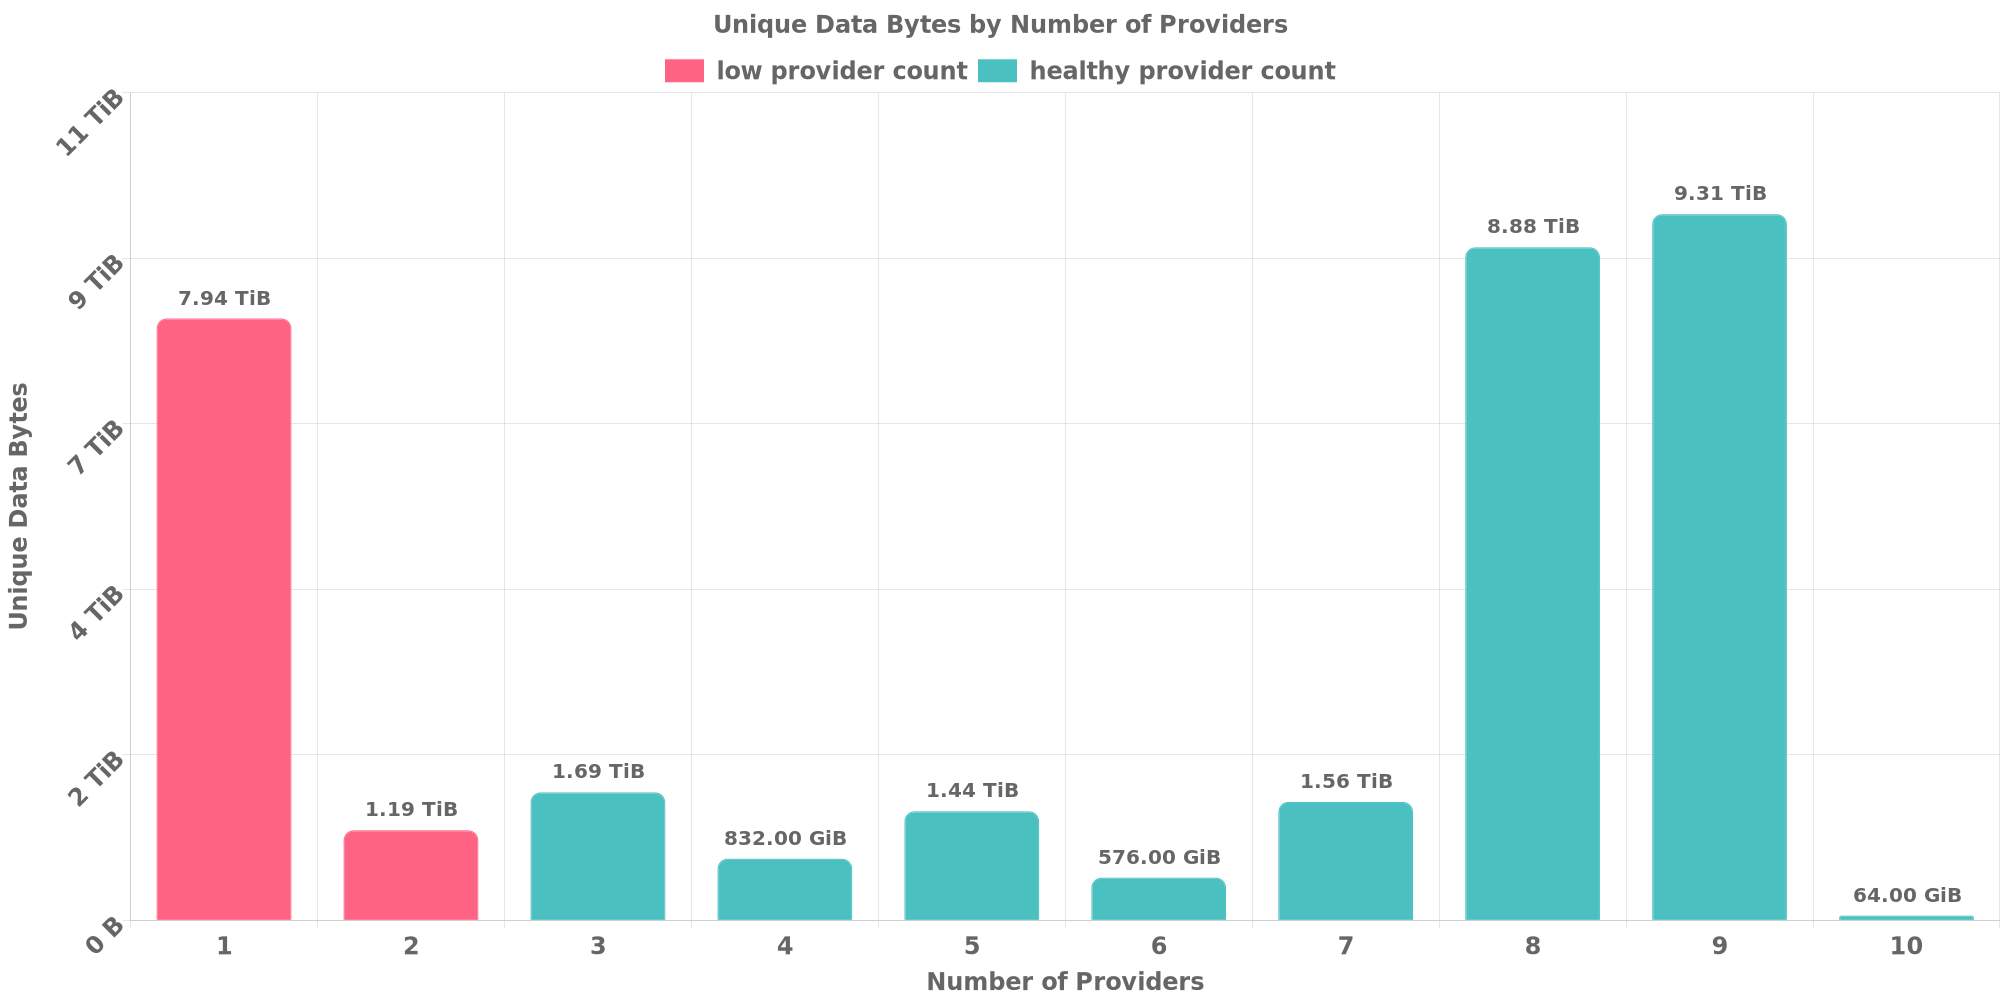 Unique Data Bytes by Number of Providers
low provider count healthy provider count
11 TiB
9 TiB
7 TiB
4 TiB
2 TiB
0 B
Unique Data Bytes
7.94 TiB
1.19 TiB
1.69 TiB
832.00 GiB
1.44 TiB
576.00 GiB
1.56 TiB
8.88 TiB
9.31 TiB
64.00 GiB
1 2 3 4 5 6 7 8 9 10
Number of Providers